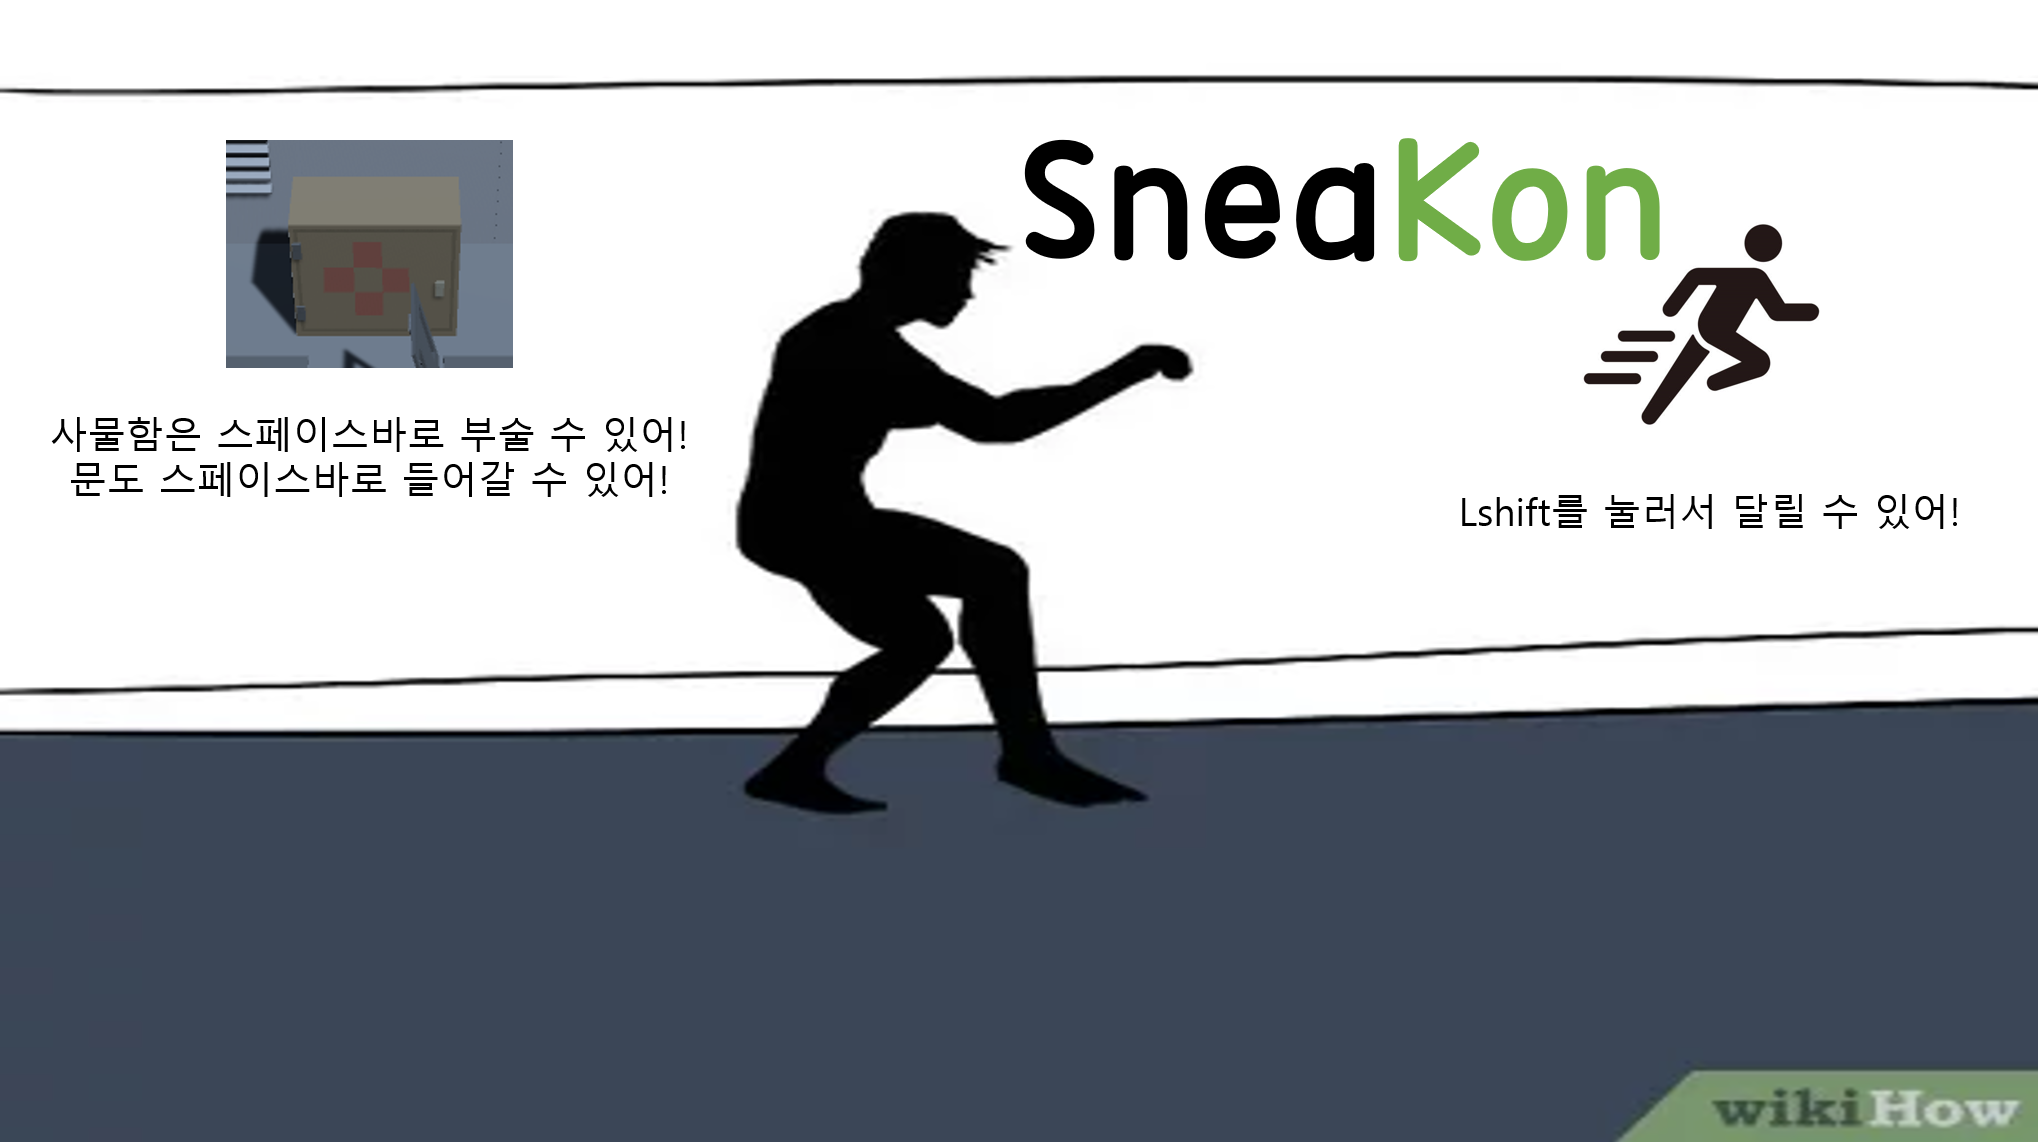 SneaKon
사물함은 스페이스바로 부술 수 있어!
문도 스페이스바로 들어갈 수 있어!
Lshift를 눌러서 달릴 수 있어!
wikiHow